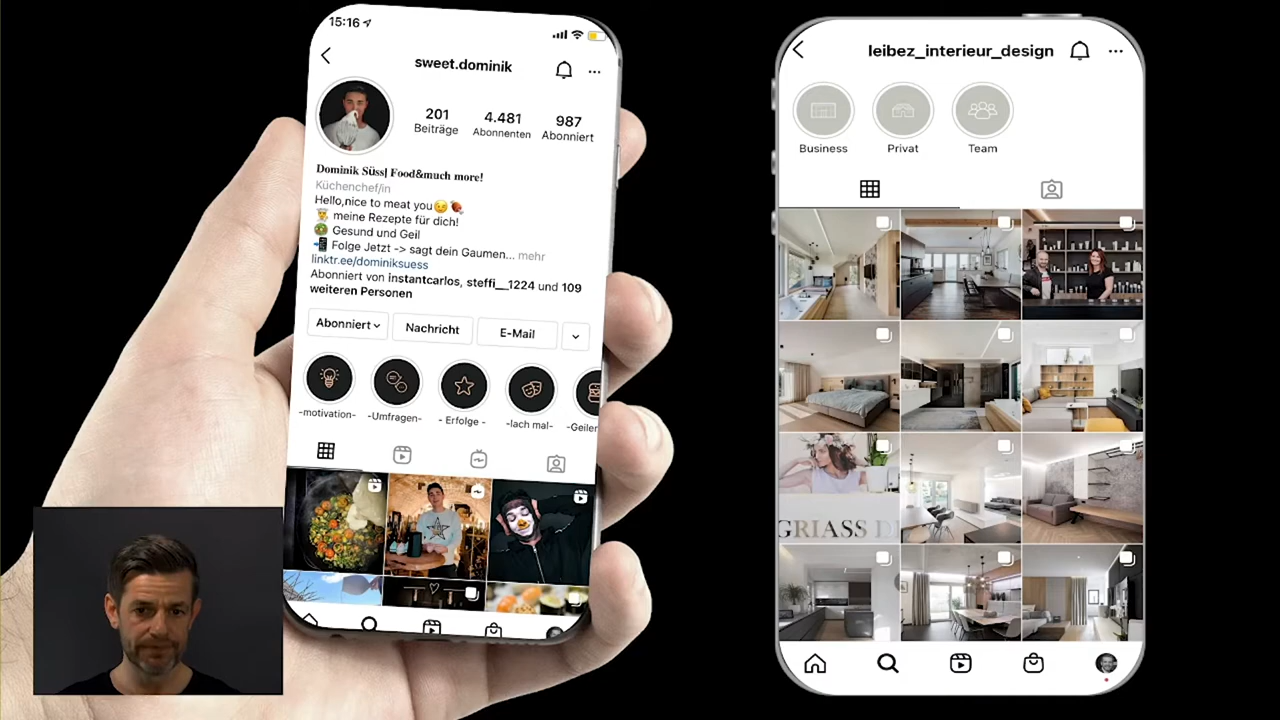 15:16
sweet.dominik
201
Beiträge
4.481
Abonnenten
987
Abonniert
Dominik Süss| Food&much more!
Küchenchef/in
Hello,nice to meet you
meine Rezepte für dich!
Gesund und Geil
Folge Jetzt -> sagt dein Gaumen... mehr
linktr.ee/dominiksuess
Abonniert von instantcarlos, steffi__1224 und 109
weiteren Personen
Abonniert
Nachricht
E-Mail
-motivation-
-Umfragen-
- Erfolge -
-lach mal-
-Geiler
leibez_interieur_design
Business
Privat
Team
GRIASS D